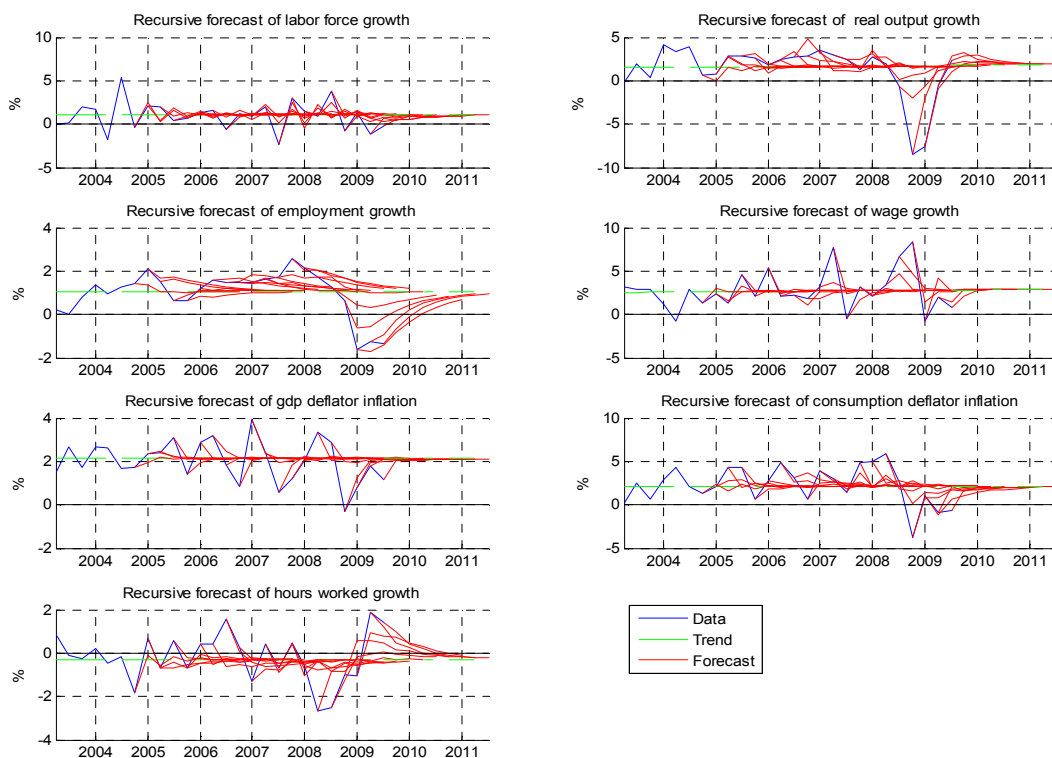 Recursive forecast of labor force growth
10
5
0
-5
%
2004 2005 2006 2007 2008 2009 2010 2011
Recursive forecast of real output growth
5
0
-5
-10
%
2004 2005 2006 2007 2008 2009 2010 2011
Recursive forecast of employment growth
4
2
0
-2
%
2004 2005 2006 2007 2008 2009 2010 2011
Recursive forecast of wage growth
10
5
0
-5
%
2004 2005 2006 2007 2008 2009 2010 2011
Recursive forecast of gdp deflator inflation
4
2
0
-2
%
2004 2005 2006 2007 2008 2009 2010 2011
Recursive forecast of consumption deflator inflation
10
5
0
-5
%
2004 2005 2006 2007 2008 2009 2010 2011
Recursive forecast of hours worked growth
2
0
-2
-4
%
2004 2005 2006 2007 2008 2009 2010 2011
Data
Trend
Forecast